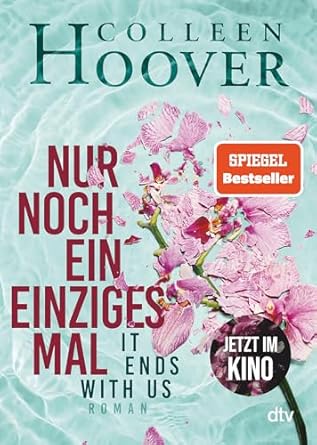 COLLEEN
HOOVER
SPIEGEL
Bestseller
NUR
NOCH
EIN
EINZIGES
MAL
IT
ENDS
WITH US
ROMAN
JETZT IM
KINO
dtv